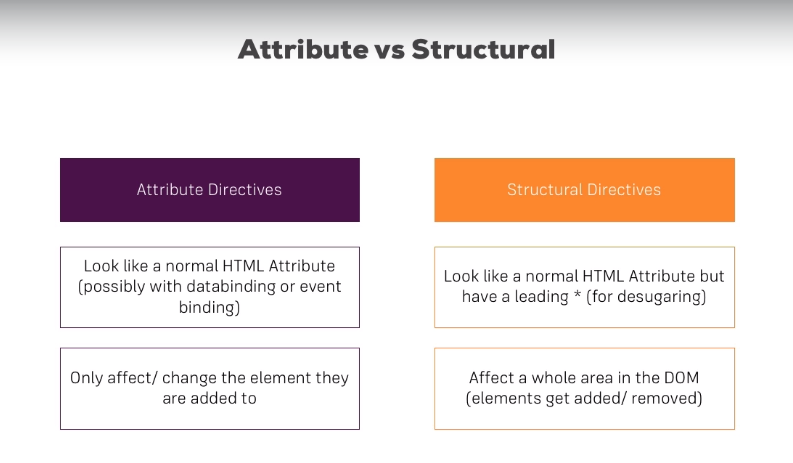 Attribute vs Structural
Attribute Directives
Look like a normal HTML Attribute
(possibly with databinding or event
binding)
Only affect/ change the element they
are added to
Structural Directives
Look like a normal HTML Attribute but
have a leading * (for desugaring)
Affect a whole area in the DOM
(elements get added/ removed)